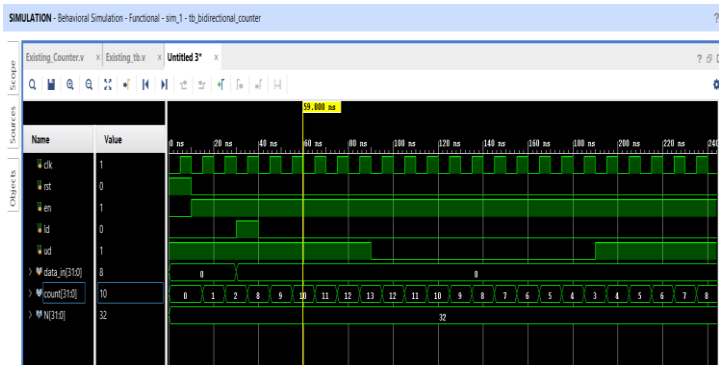 SIMULATION - Behavioral Simulation - Functional - sim_1 - tb_bidirectional_counter ?
Existing_Counter.v × Existing_tb.v × Untitled 3* × ?
Scope
Sources
Objects
59.800 ns
Name Value 0 ns 20 ns 40 ns 60 ns 80 ns 100 ns 120 ns 140 ns 160 ns 180 ns 200 ns 220 ns 240
clk 1
rst 0
en 1
ld 0
ud 1
data_in[31:0] 8 0 8
count[31:0] 10 0 1 2 8 9 10 11 12 13 12 11 10 9 8 7 6 5 4 3 4 5 6 7 8
N[31:0] 32 32